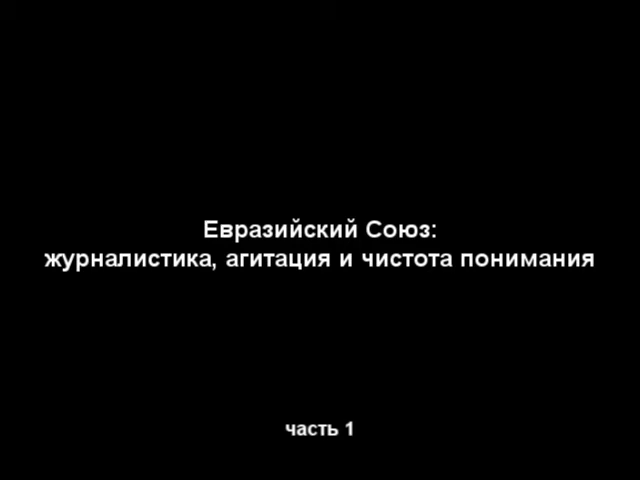 Евразийский Союз:
журналистика, агитация и чистота понимания
часть 1